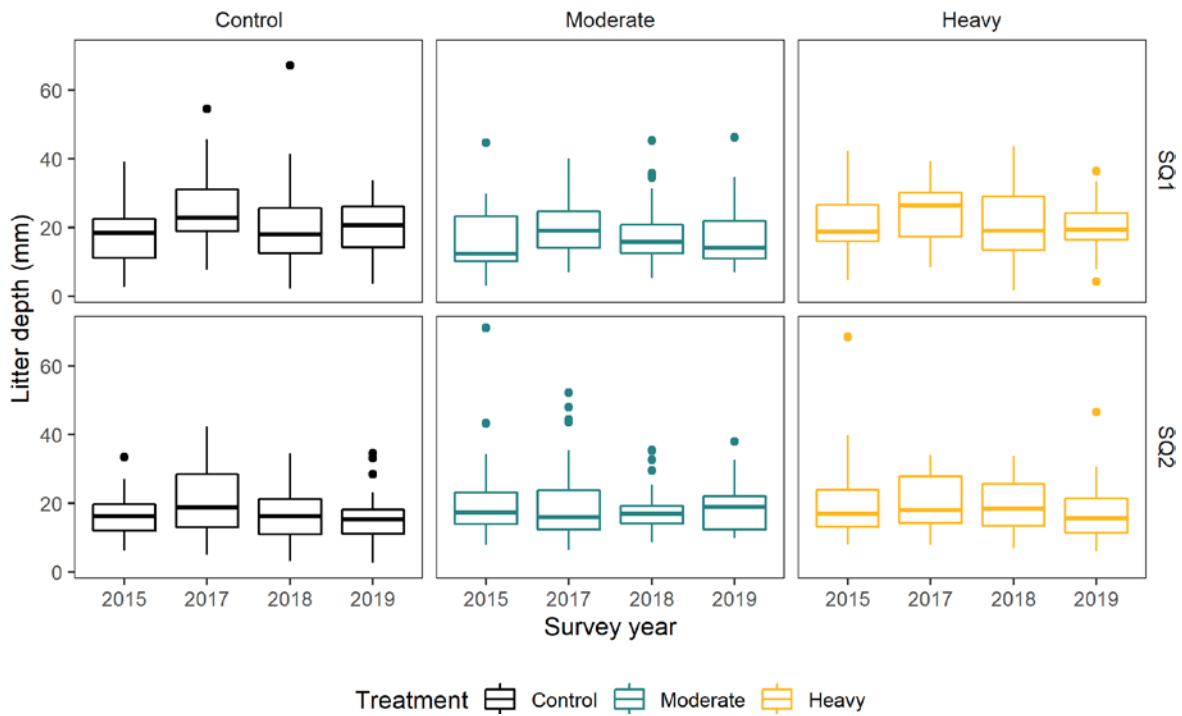 Control Moderate Heavy
Litter depth (mm)
60
40
20
0
SQ1
60
40
20
0
SQ2
2015 2017 2018 2019 2015 2017 2018 2019 2015 2017 2018 2019
Survey year
Treatment Control Moderate Heavy